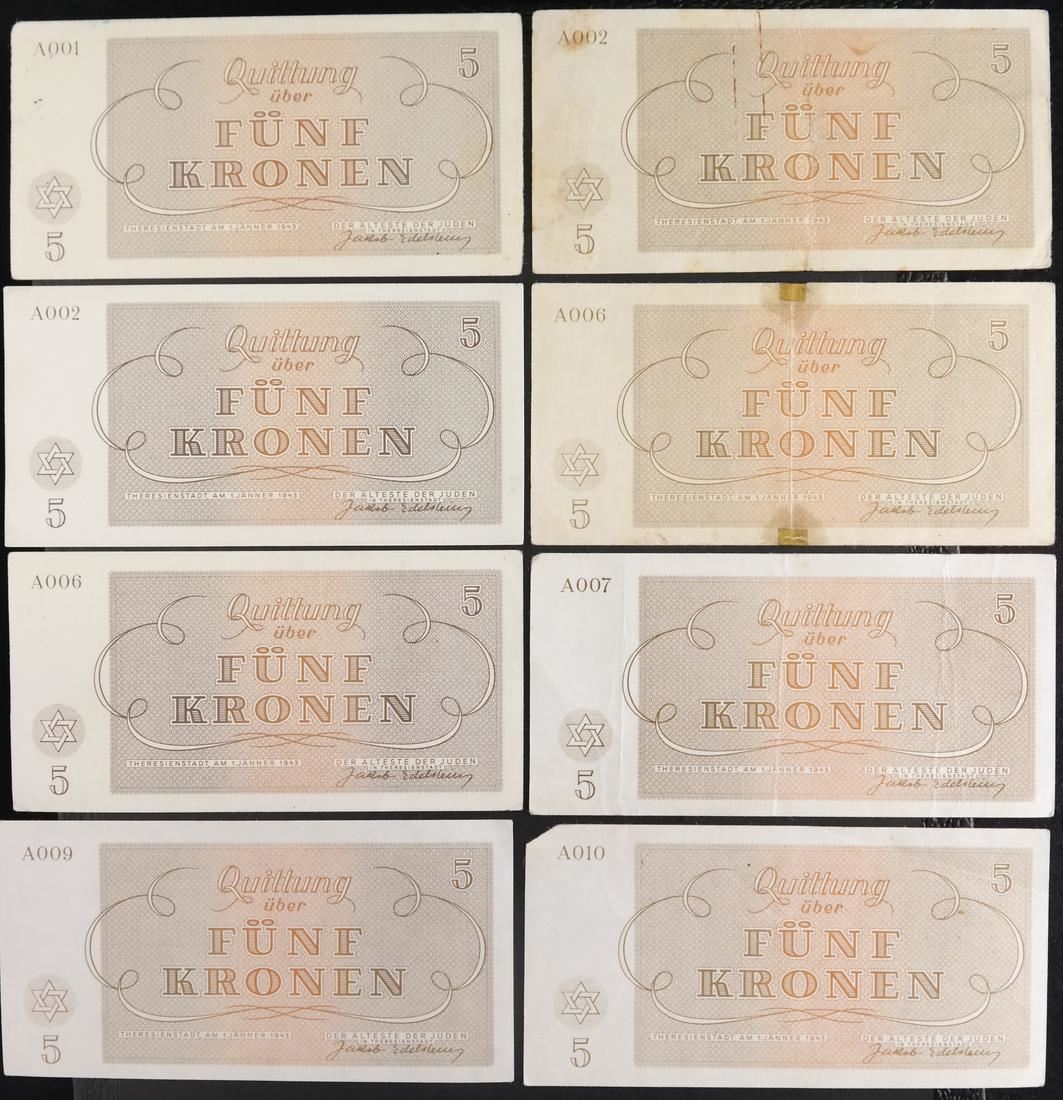 A001
5
Quittung
über
FÜNF
KRONEN
THERESIENSTADT AM 1.JÄNNER 1943
DER ÄLTESTE DER JUDEN
IN THERESIENSTADT
Jakob Edelstein
5
A002
5
Quittung
über
FÜNF
KRONEN
THERESIENSTADT AM 1.JÄNNER 1943
DER ÄLTESTE DER JUDEN
IN THERESIENSTADT
Jakob Edelstein
5
A002
5
Quittung
über
FÜNF
KRONEN
THERESIENSTADT AM 1.JÄNNER 1943
DER ÄLTESTE DER JUDEN
IN THERESIENSTADT
Jakob Edelstein
5
A006
5
Quittung
über
FÜNF
KRONEN
THERESIENSTADT AM 1.JÄNNER 1943
DER ÄLTESTE DER JUDEN
IN THERESIENSTADT
Jakob Edelstein
5
A006
5
Quittung
über
FÜNF
KRONEN
THERESIENSTADT AM 1.JÄNNER 1943
DER ÄLTESTE DER JUDEN
IN THERESIENSTADT
Jakob Edelstein
5
A007
5
Quittung
über
FÜNF
KRONEN
THERESIENSTADT AM 1.JÄNNER 1943
DER ÄLTESTE DER JUDEN
IN THERESIENSTADT
Jakob Edelstein
5
A009
5
Quittung
über
FÜNF
KRONEN
THERESIENSTADT AM 1.JÄNNER 1943
DER ÄLTESTE DER JUDEN
IN THERESIENSTADT
Jakob Edelstein
5
A010
5
Quittung
über
FÜNF
KRONEN
THERESIENSTADT AM 1.JÄNNER 1943
DER ÄLTESTE DER JUDEN
IN THERESIENSTADT
Jakob Edelstein
5